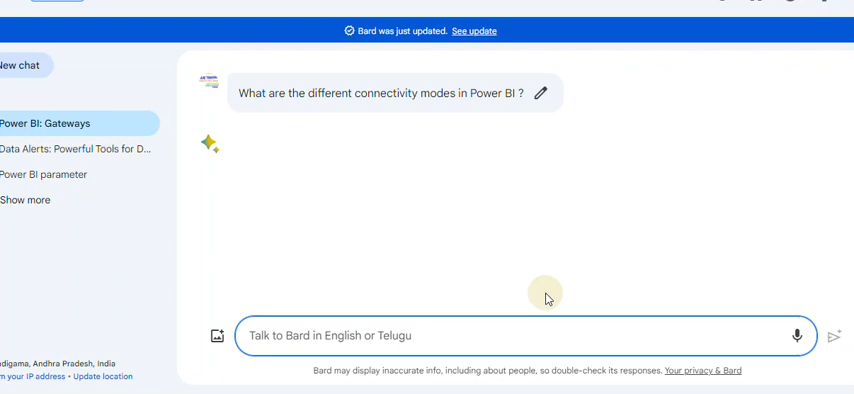 Bard was just updated. See update
New chat
What are the different connectivity modes in Power BI ?
Power BI: Gateways
Data Alerts: Powerful Tools for D...
Power BI parameter
Show more
Talk to Bard in English or Telugu
digama, Andhra Pradesh, India
m your IP address • Update location
Bard may display inaccurate info, including about people, so double-check its responses. Your privacy & Bard